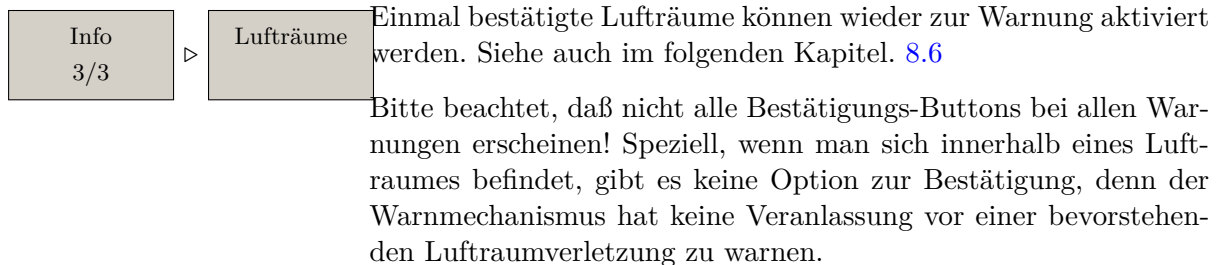 Info
3/3
▷
Lufträume
Einmal bestätigte Lufträume können wieder zur Warnung aktiviert
werden. Siehe auch im folgenden Kapitel. 8.6
Bitte beachtet, daß nicht alle Bestätigungs-Buttons bei allen War-
nungen erscheinen! Speziell, wenn man sich innerhalb eines Luft-
raumes befindet, gibt es keine Option zur Bestätigung, denn der
Warnmechanismus hat keine Veranlassung vor einer bevorstehen-
den Luftraumverletzung zu warnen.